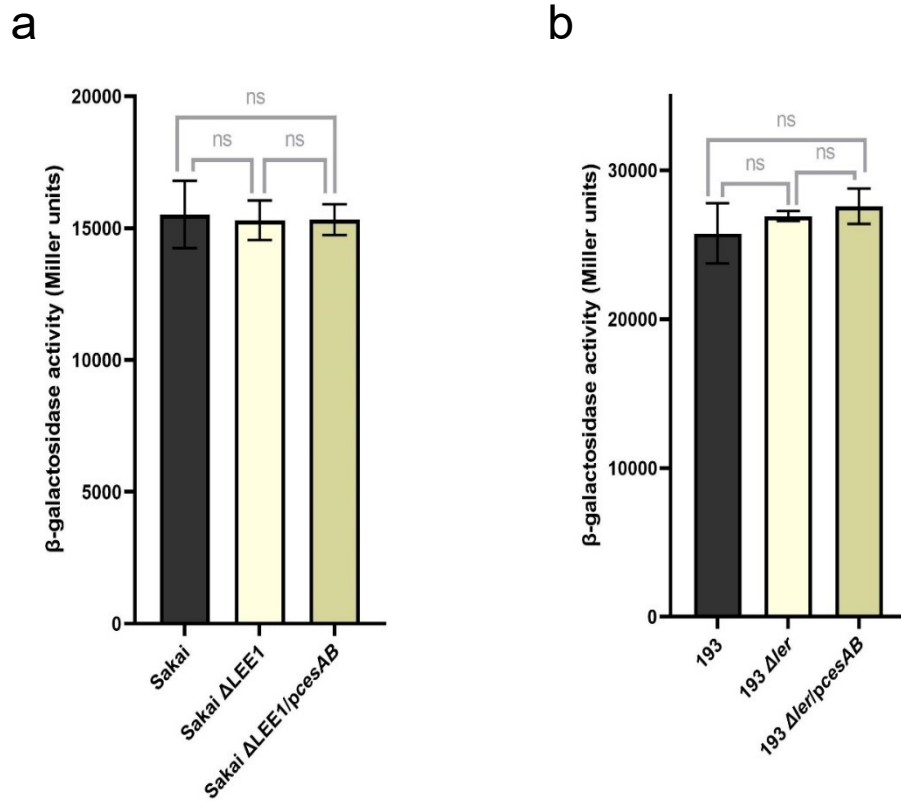 a
b
β-galactosidase activity (Miller units)
20000
15000
10000
5000
0
ns
ns
ns
Sakai
Sakai ΔLEE1
Sakai ΔLEE1/pcesAB
β-galactosidase activity (Miller units)
30000
20000
10000
0
ns
ns
ns
193
193 Δler
193 Δler/pcesAB